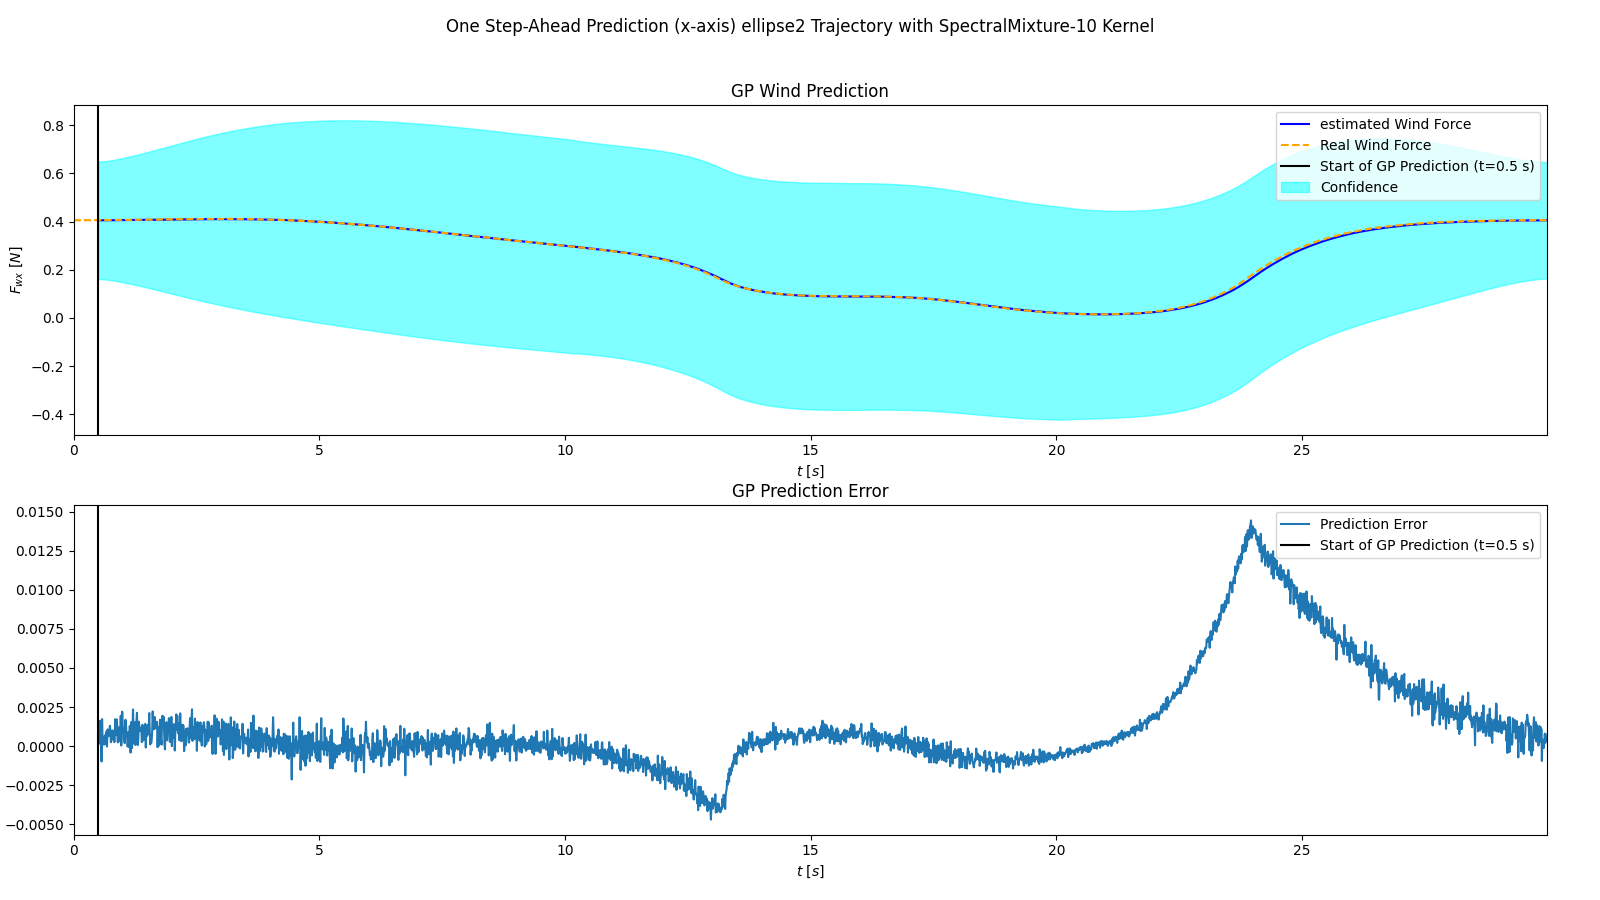 One Step-Ahead Prediction (x-axis) ellipse2 Trajectory with SpectralMixture-10 Kernel
GP Wind Prediction
0.8
0.6
0.4
0.2
0.0
−0.2
−0.4
F_wx [N]
estimated Wind Force
Real Wind Force
Start of GP Prediction (t=0.5 s)
Confidence
0 5 10 15 20 25
t [s]
GP Prediction Error
0.0150
0.0125
0.0100
0.0075
0.0050
0.0025
0.0000
−0.0025
−0.0050
Prediction Error
Start of GP Prediction (t=0.5 s)
0 5 10 15 20 25
t [s]